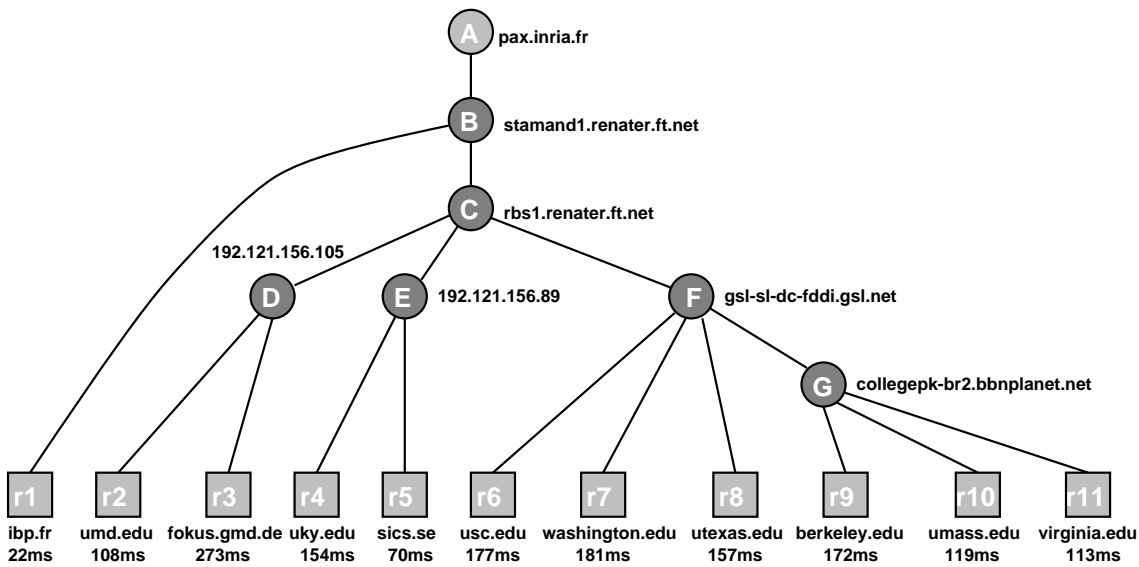 A pax.inria.fr
B stamand1.renater.ft.net
C rbs1.renater.ft.net
192.121.156.105
D E 192.121.156.89 F gsl-sl-dc-fddi.gsl.net
G collegepk-br2.bbnplanet.net
r1 r2 r3 r4 r5 r6 r7 r8 r9 r10 r11
ibp.fr umd.edu fokus.gmd.de uky.edu sics.se usc.edu washington.edu utexas.edu berkeley.edu umass.edu virginia.edu
22ms 108ms 273ms 154ms 70ms 177ms 181ms 157ms 172ms 119ms 113ms